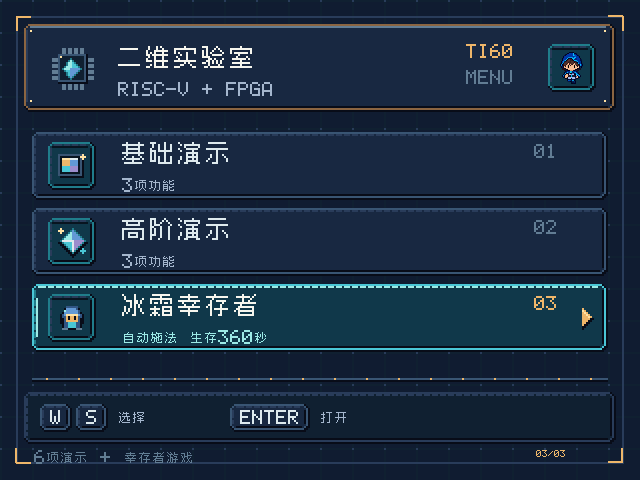 二维实验室
TI60
RISC-V + FPGA
MENU
基础演示
01
3项功能
高阶演示
02
3项功能
冰霜幸存者
03
自动施法 生存360秒
W S 选择 ENTER 打开
6项演示 + 幸存者游戏
03/03